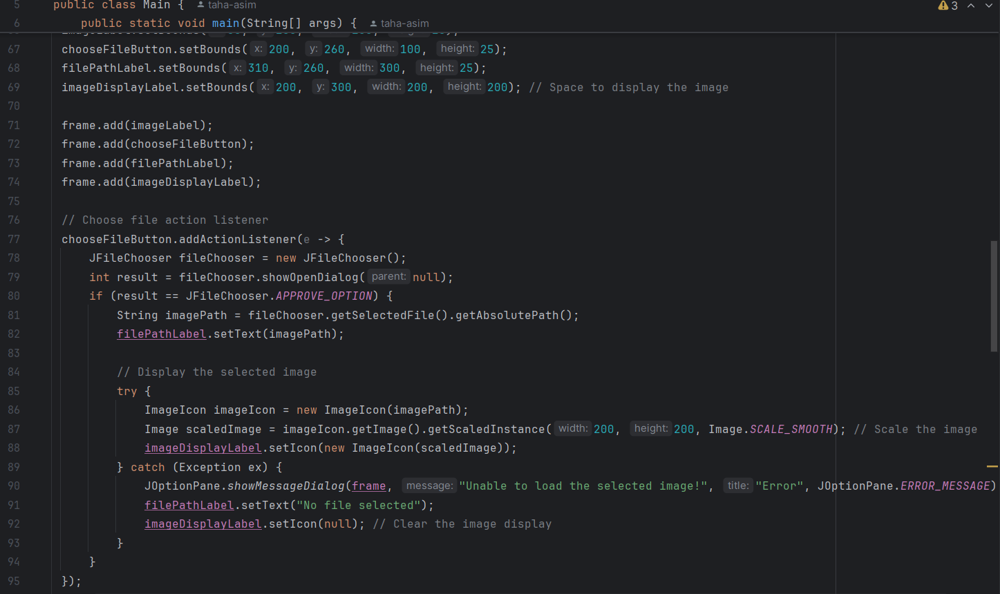 5 public class Main { taha-asim 3
6 public static void main(String[] args) { taha-asim
67 chooseFileButton.setBounds( x: 200, y: 260, width: 100, height: 25);
68 filePathLabel.setBounds( x: 310, y: 260, width: 300, height: 25);
69 imageDisplayLabel.setBounds( x: 200, y: 300, width: 200, height: 200); // Space to display the image
70
71 frame.add(imageLabel);
72 frame.add(chooseFileButton);
73 frame.add(filePathLabel);
74 frame.add(imageDisplayLabel);
75
76 // Choose file action listener
77 chooseFileButton.addActionListener(e -> {
78 JFileChooser fileChooser = new JFileChooser();
79 int result = fileChooser.showOpenDialog( parent: null);
80 if (result == JFileChooser.APPROVE_OPTION) {
81 String imagePath = fileChooser.getSelectedFile().getAbsolutePath();
82 filePathLabel.setText(imagePath);
83
84 // Display the selected image
85 try {
86 ImageIcon imageIcon = new ImageIcon(imagePath);
87 Image scaledImage = imageIcon.getImage().getScaledInstance( width: 200, height: 200, Image.SCALE_SMOOTH); // Scale the image
88 imageDisplayLabel.setIcon(new ImageIcon(scaledImage));
89 } catch (Exception ex) {
90 JOptionPane.showMessageDialog(frame, message: "Unable to load the selected image!", title: "Error", JOptionPane.ERROR_MESSAGE)
91 filePathLabel.setText("No file selected");
92 imageDisplayLabel.setIcon(null); // Clear the image display
93 }
94 }
95 });